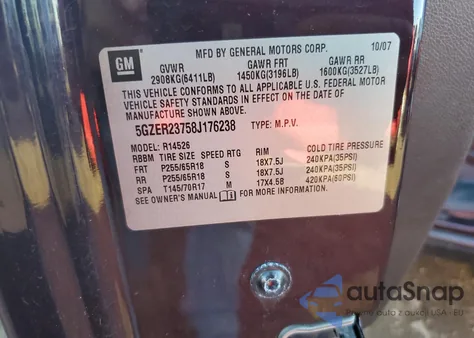 GM
MFD BY GENERAL MOTORS CORP. 10/07
GVWR GAWR FRT GAWR RR
2908KG(6411LB) 1450KG(3196LB) 1600KG(3527LB)
THIS VEHICLE CONFORMS TO ALL APPLICABLE U.S. FEDERAL MOTOR
VEHICLE SAFETY STANDARDS IN EFFECT ON THE DATE OF
MANUFACTURE SHOWN ABOVE.
5GZER23758J176238 TYPE: M.P.V.
MODEL: R14526
RBBM TIRE SIZE SPEED RTG RIM COLD TIRE PRESSURE
FRT P255/65R18 S 18X7.5J 240KPA(35PSI)
RR P255/65R18 S 18X7.5J 240KPA(35PSI)
SPA T145/70R17 M 17X4.5B 420KPA(60PSI)
SEE OWNER'S MANUAL FOR MORE INFORMATION.
autoSnap